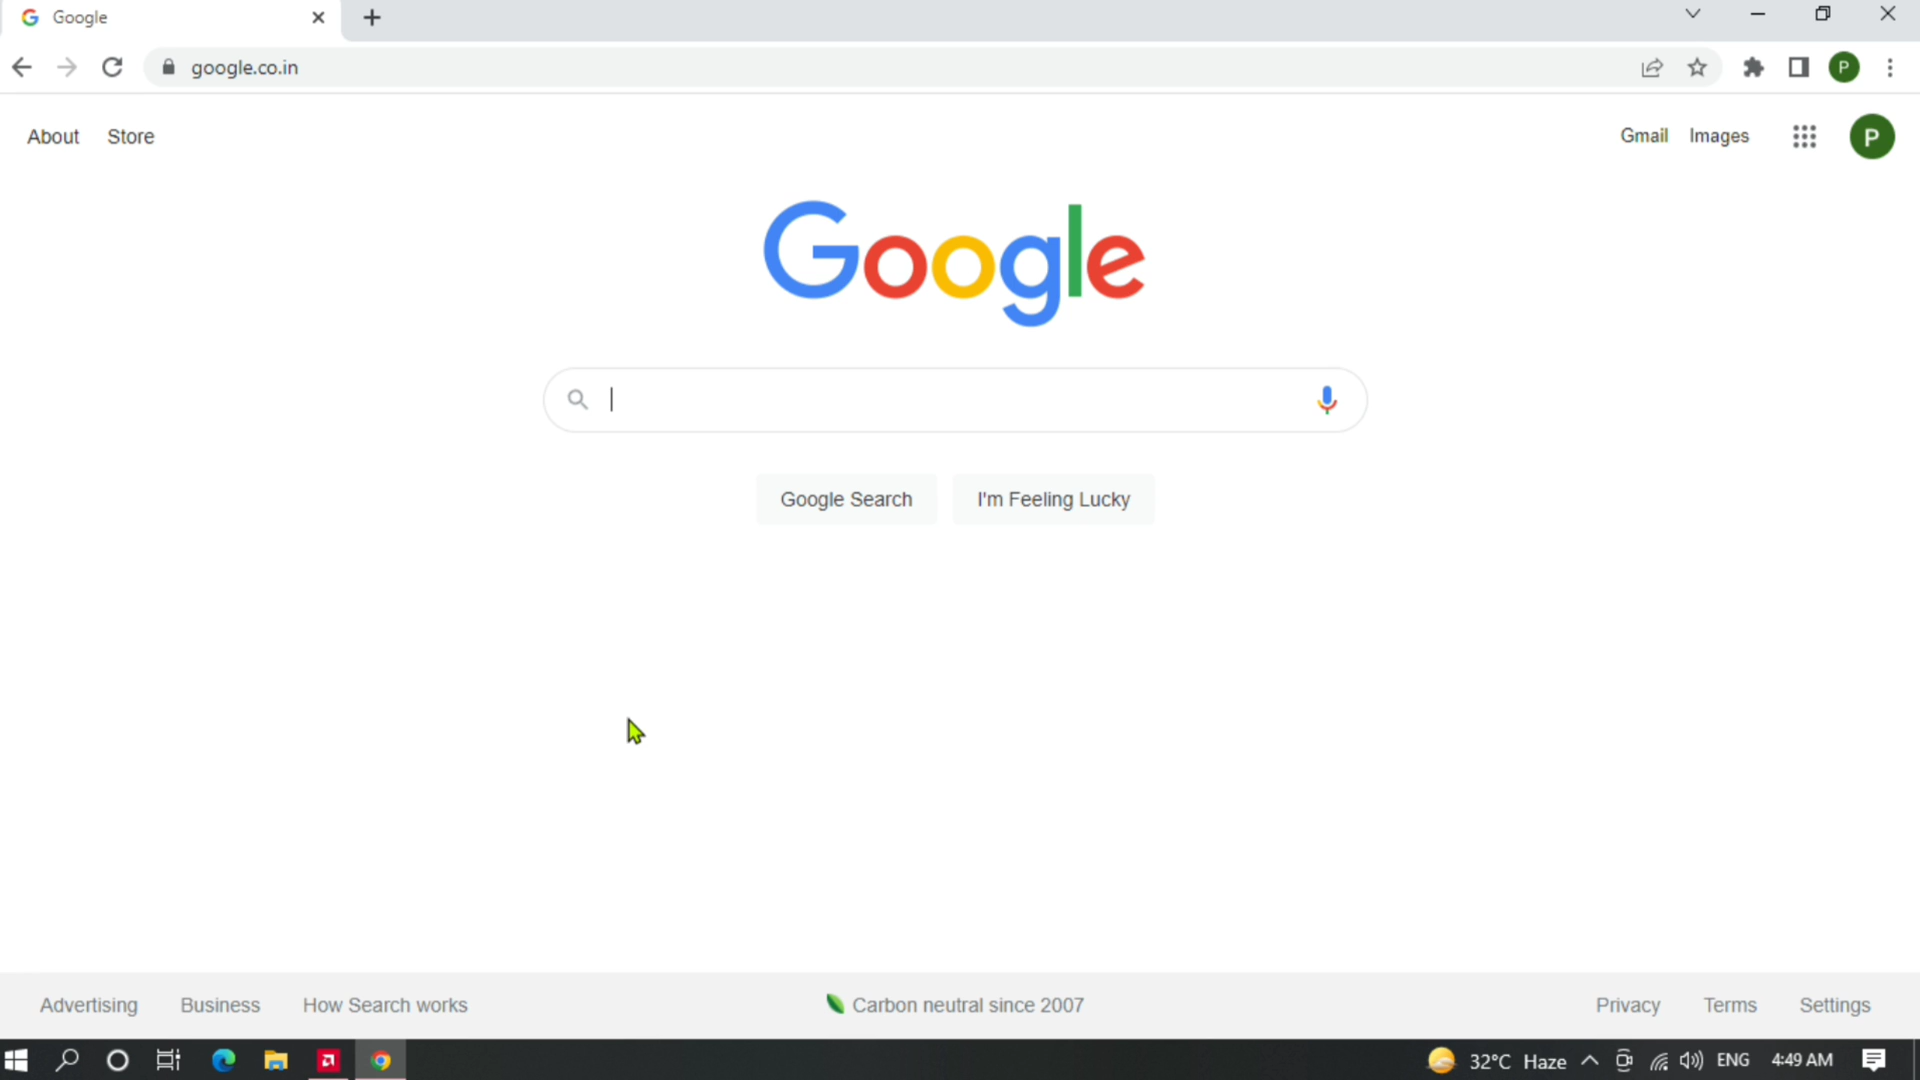 Google
google.co.in
P
About Store
Gmail Images
P
Google
Google Search I'm Feeling Lucky
Advertising Business How Search works
Carbon neutral since 2007
Privacy Terms Settings
32°C Haze ENG 4:49 AM